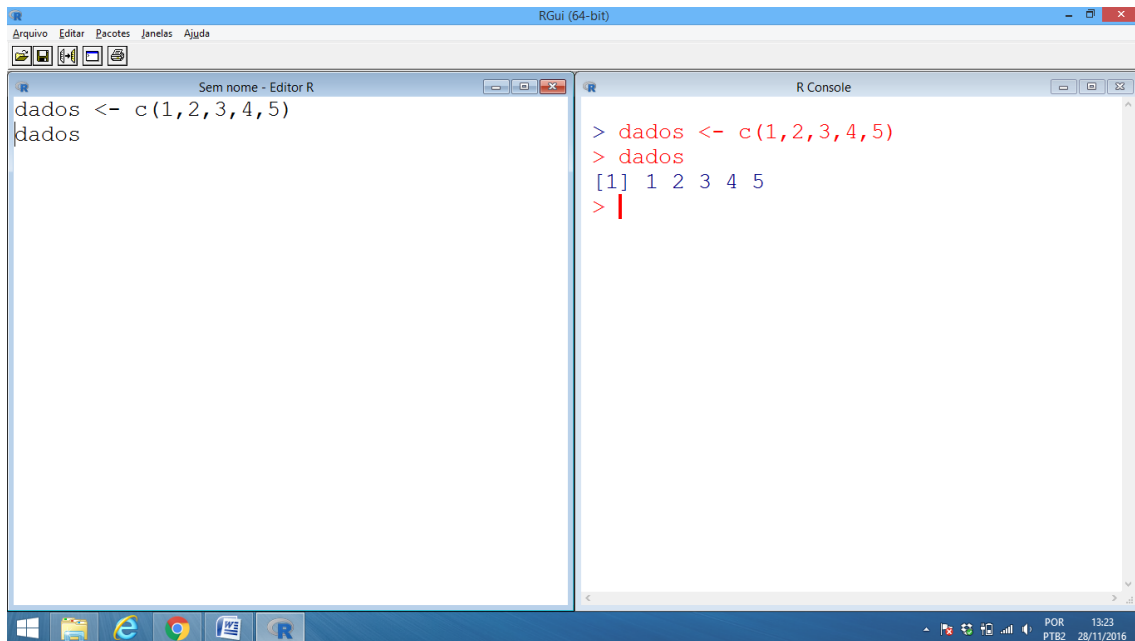 RGui (64-bit)
Arquivo Editar Pacotes Janelas Ajuda
Sem nome - Editor R
dados <- c(1,2,3,4,5)
dados
R Console
> dados <- c(1,2,3,4,5)
> dados
[1] 1 2 3 4 5
>
POR 13:23
PTB2 28/11/2016